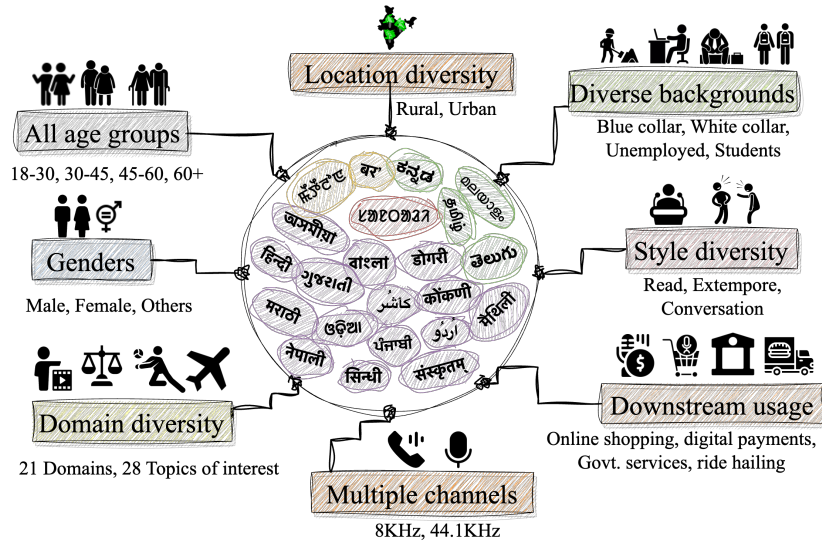 Location diversity
Rural, Urban
Diverse backgrounds
Blue collar, White collar,
Unemployed, Students
All age groups
18-30, 30-45, 45-60, 60+
Genders
Male, Female, Others
Style diversity
Read, Extempore,
Conversation
Domain diversity
21 Domains, 28 Topics of interest
Downstream usage
Online shopping, digital payments,
Govt. services, ride hailing
Multiple channels
8KHz, 44.1KHz
बर'
ಕನ್ನಡ
മലയാളം
தமிழ்
ᱥᱟᱱᱛᱟᱲᱤ
অসমীয়া
हिन्दी
ગુજરાતી
বাংলা
डोगरी
తెలుగు
मराठी
كٲشُر
कोंकणी
मैथिली
ଓଡ଼ିଆ
ਪੰਜਾਬੀ
اُردُو
नेपाली
सिन्धी
संस्कृतम्